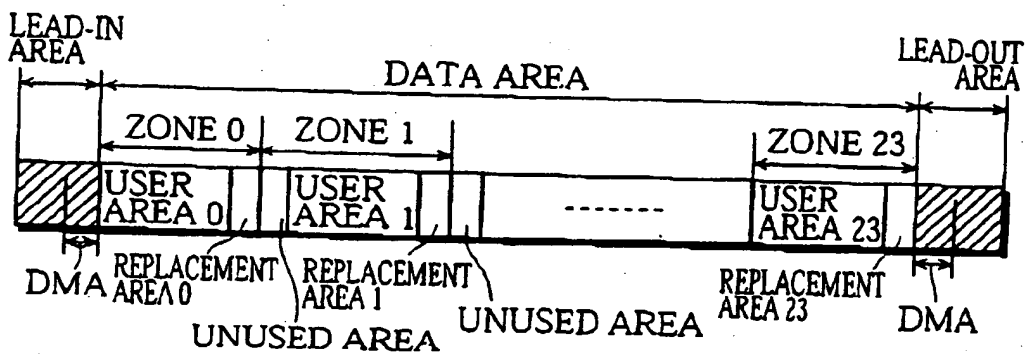 LEAD-IN
AREA
DATA AREA
LEAD-OUT
AREA
ZONE 0
ZONE 1
ZONE 23
USER
AREA 0
USER
AREA 1
---------
USER
AREA 23
DMA
REPLACEMENT
AREA 0
REPLACEMENT
AREA 1
REPLACEMENT
AREA 23
DMA
UNUSED AREA
UNUSED AREA